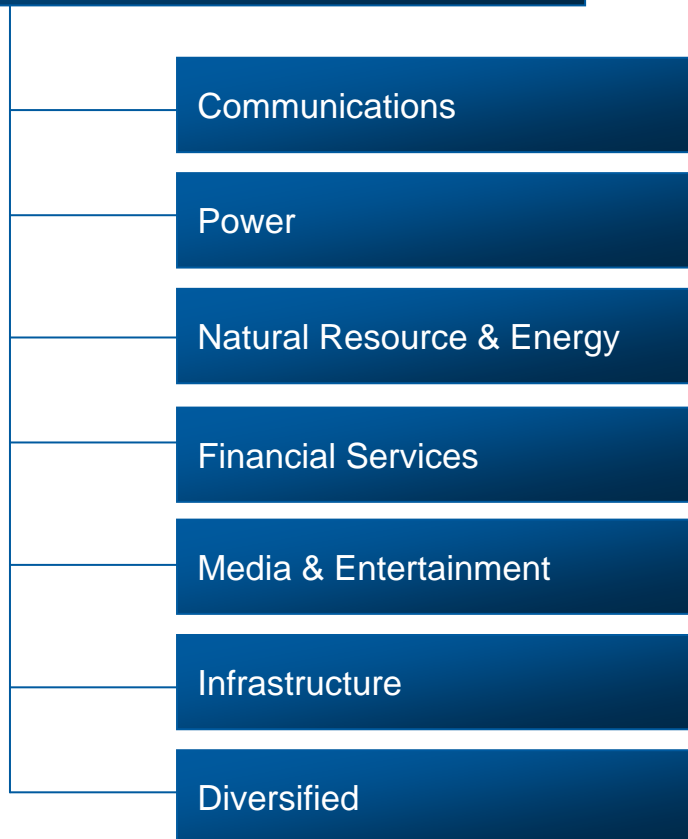 Communications
Power
Natural Resource & Energy
Financial Services
Media & Entertainment
Infrastructure
Diversified